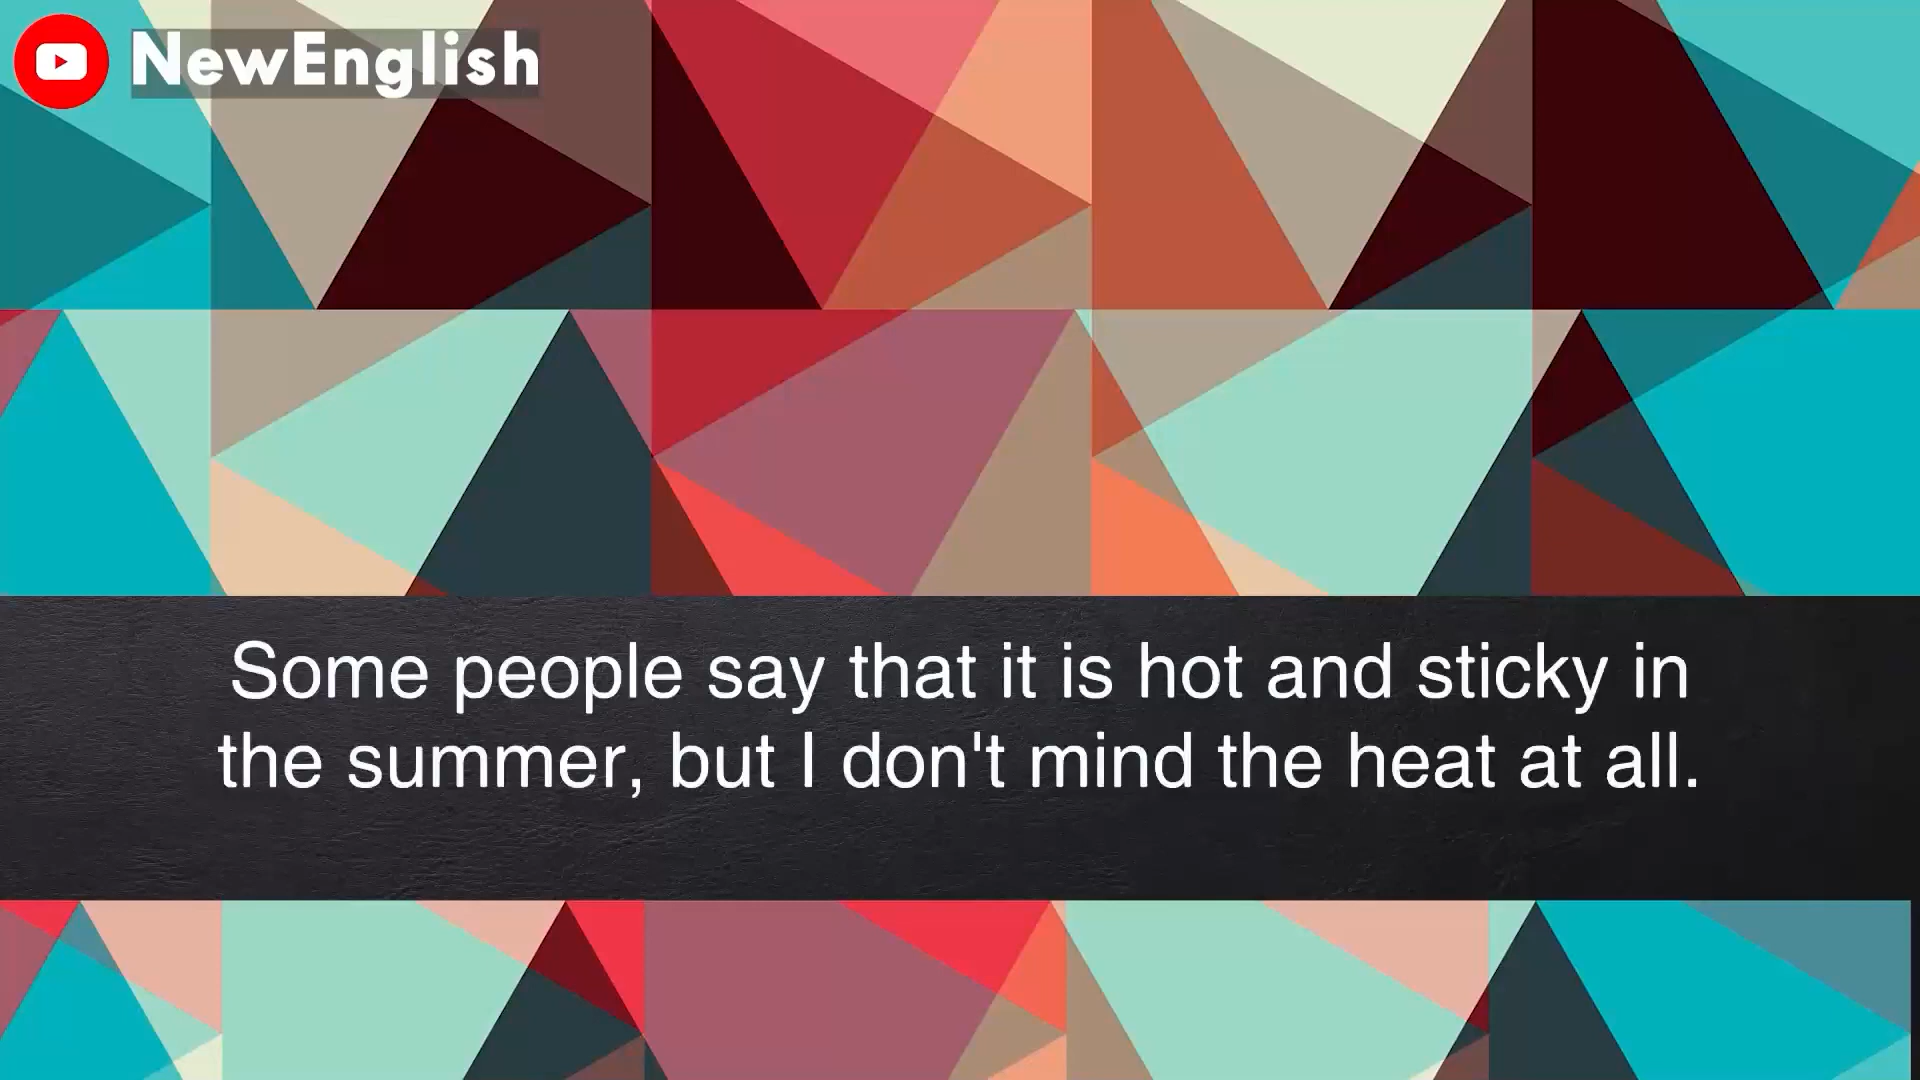 NewEnglish
Some people say that it is hot and sticky in
the summer, but I don't mind the heat at all.